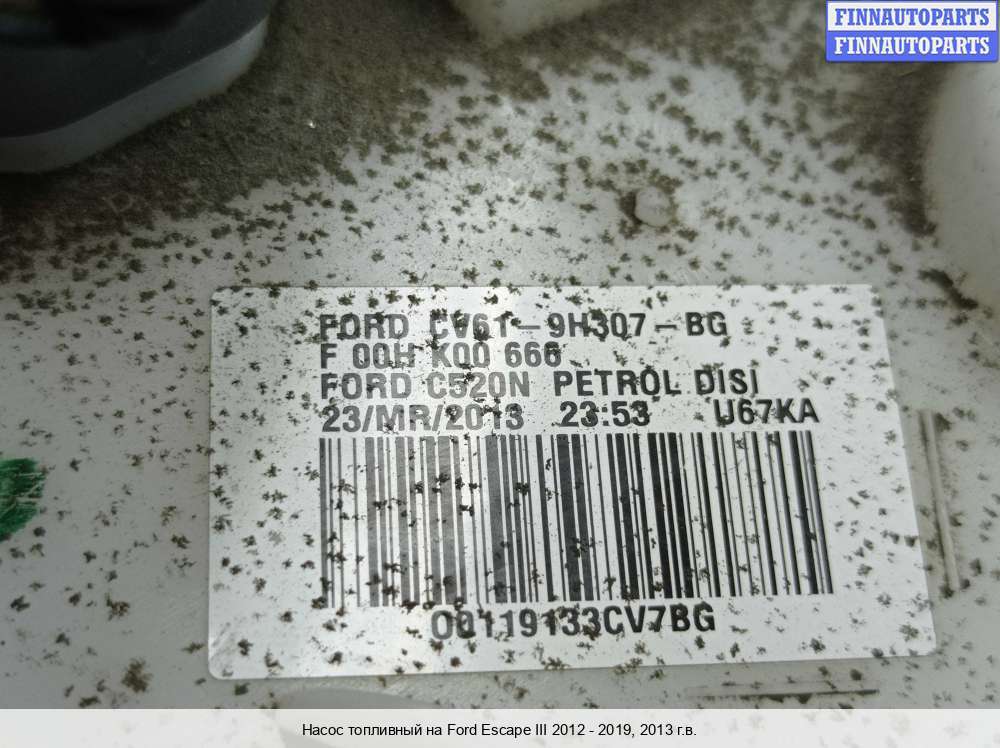 FINNAUTOPARTS
FINNAUTOPARTS
FORD CV61-9H307-BG
F 00H K00 666
FORD C520N PETROL DISI
23/MR/2013 23:53 U67KA
00119133CV7BG
Насос топливный на Ford Escape III 2012 - 2019, 2013 г.в.